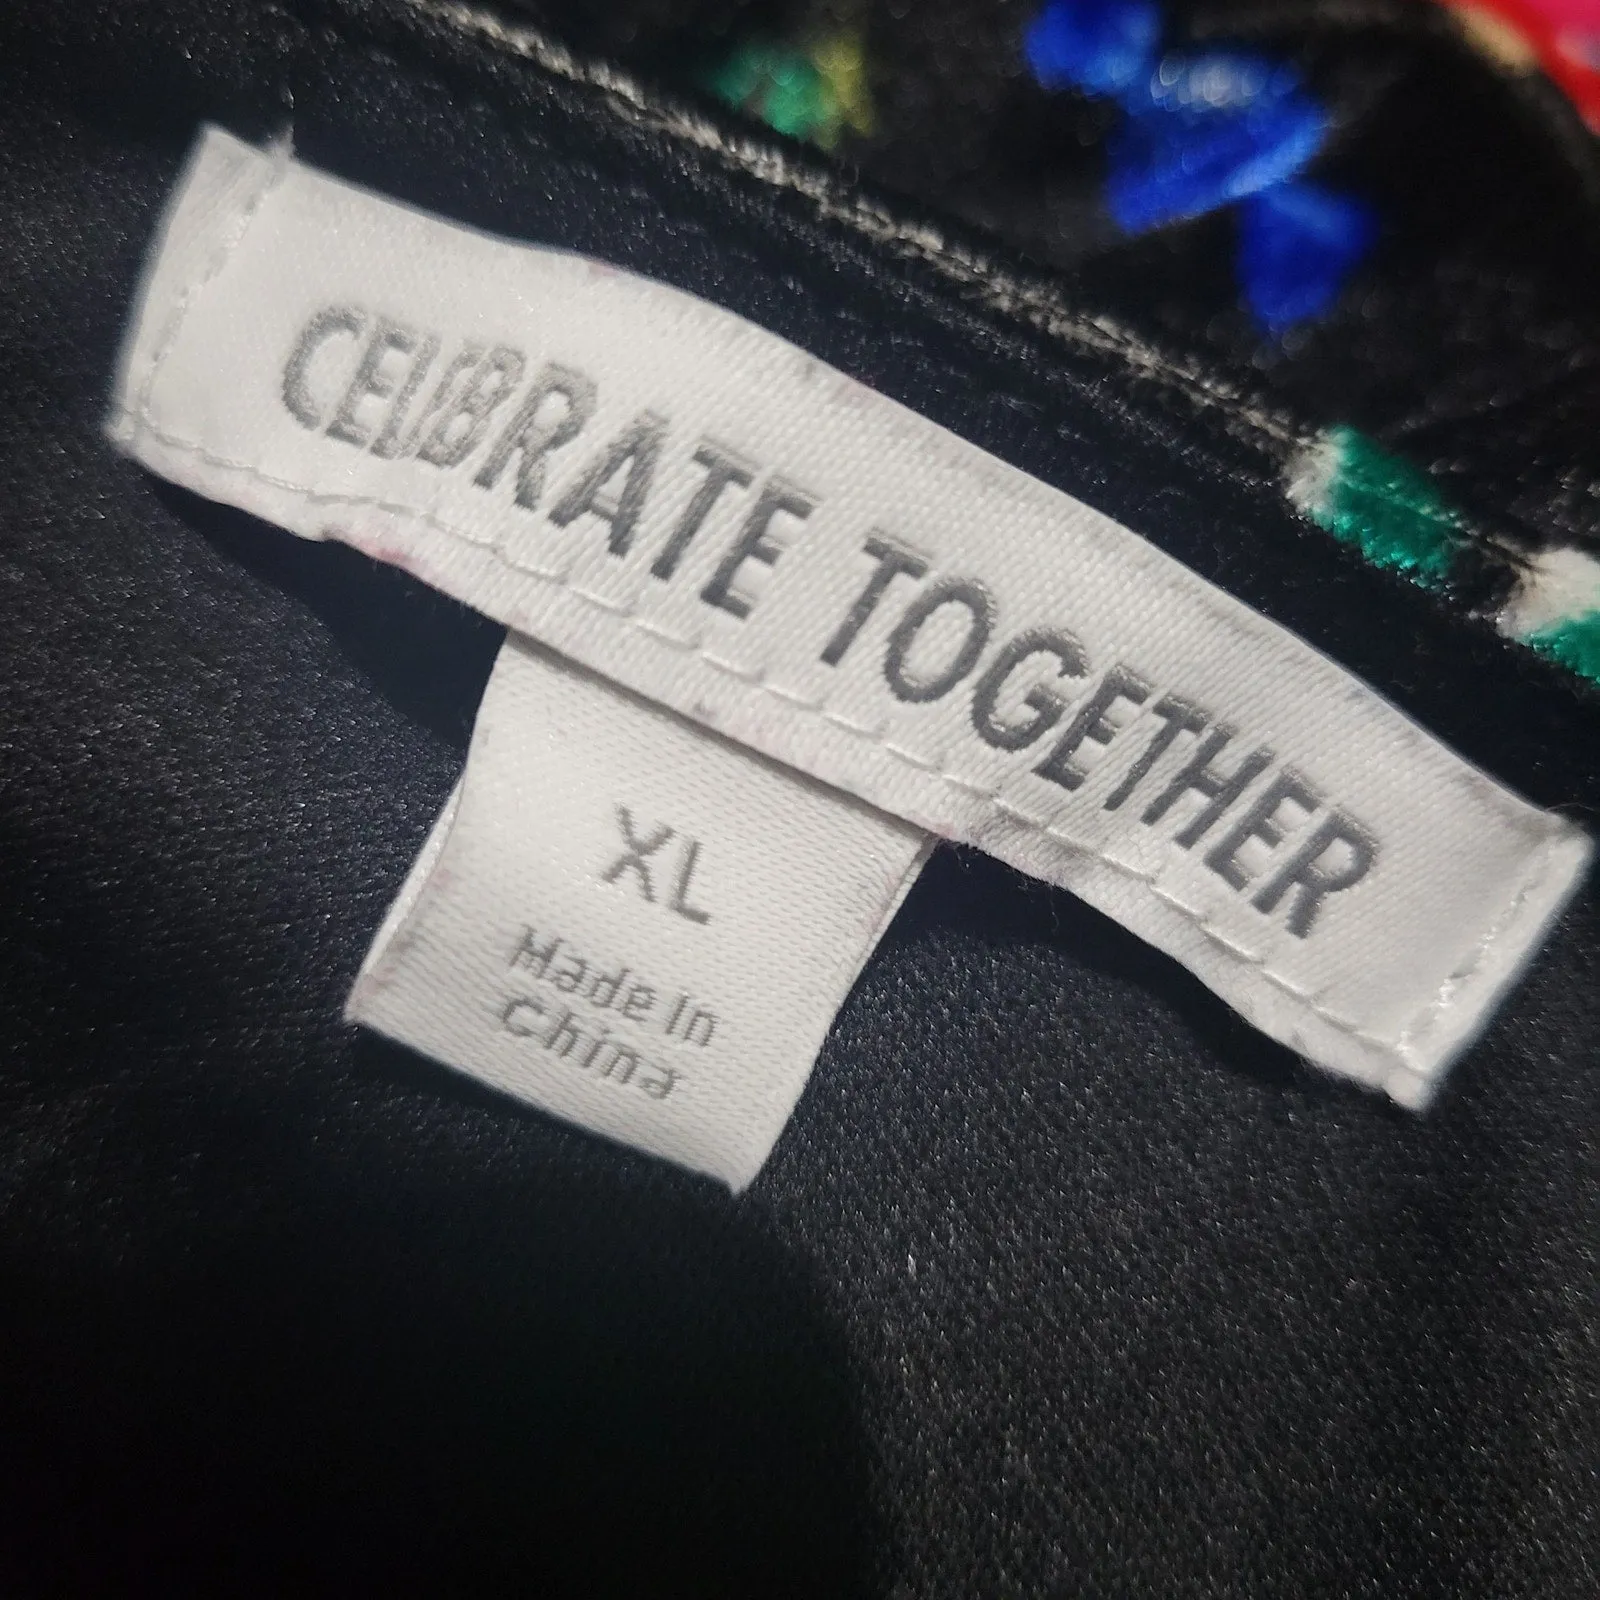 CELEBRATE TOGETHER
XL
Made In
China